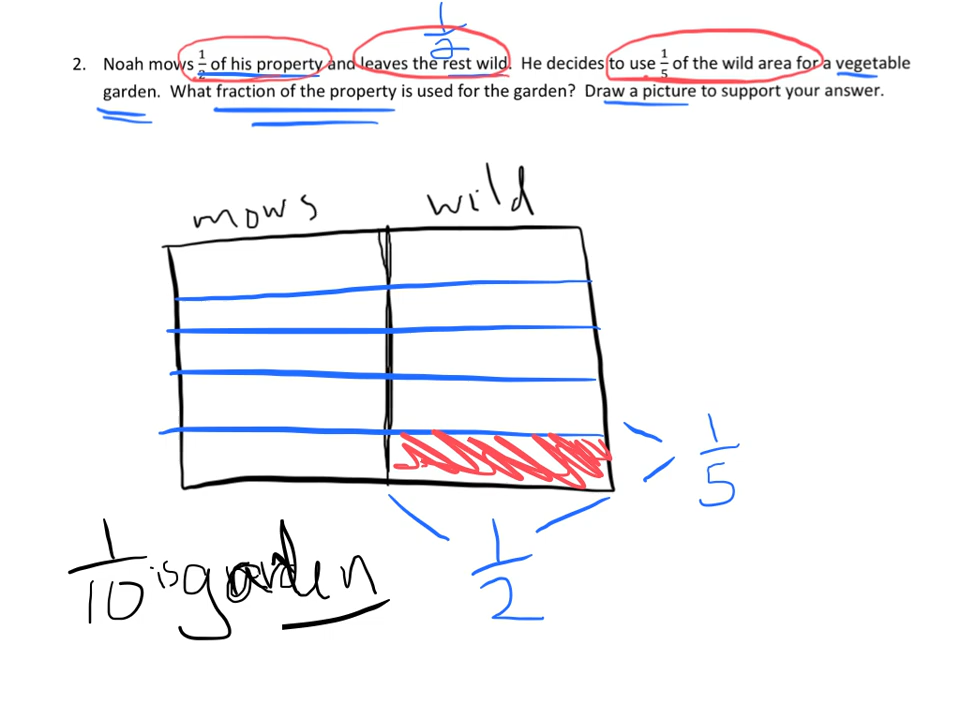 1/2
2. Noah mows 1/2 of his property and leaves the rest wild. He decides to use 1/5 of the wild area for a vegetable
garden. What fraction of the property is used for the garden? Draw a picture to support your answer.
mows wild
1/5
1/10 is garden 1/2